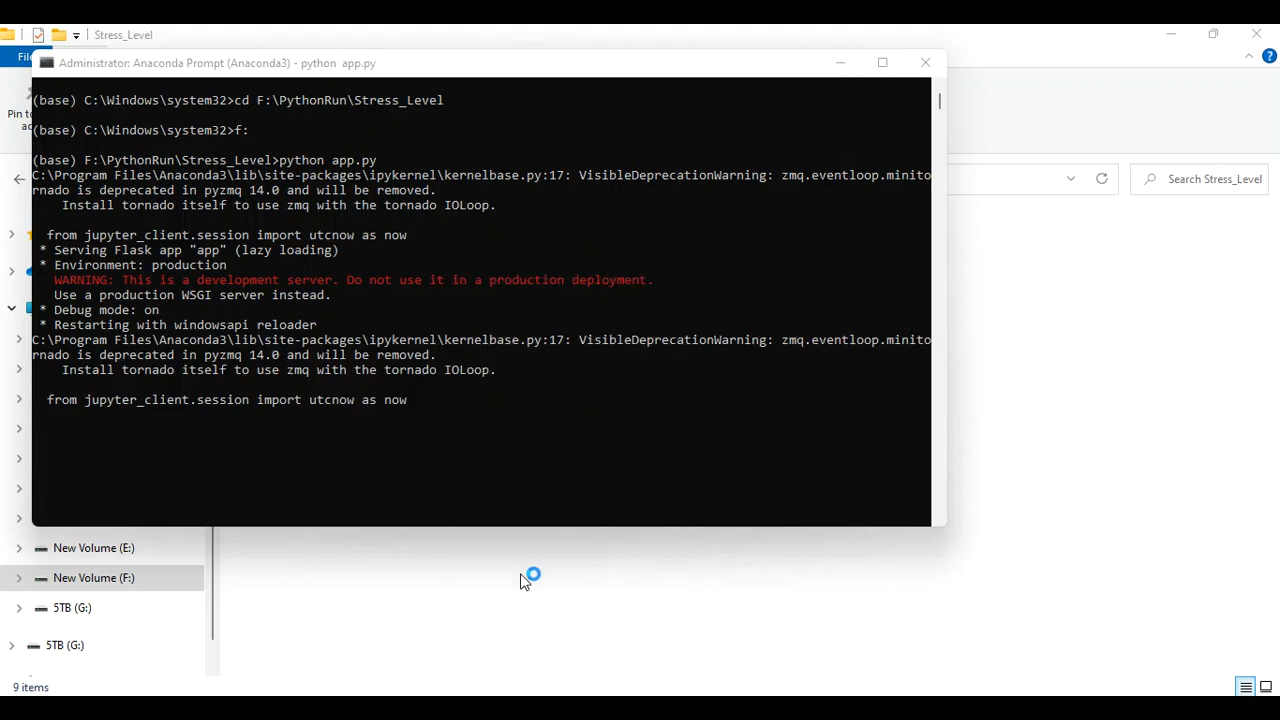 Stress_Level
Administrator: Anaconda Prompt (Anaconda3) - python  app.py
(base) C:\Windows\system32>cd F:\PythonRun\Stress_Level
(base) C:\Windows\system32>f:
(base) F:\PythonRun\Stress_Level>python app.py
C:\Program Files\Anaconda3\lib\site-packages\ipykernel\kernelbase.py:17: VisibleDeprecationWarning: zmq.eventloop.minito
rnado is deprecated in pyzmq 14.0 and will be removed.
Install tornado itself to use zmq with the tornado IOLoop.
from jupyter_client.session import utcnow as now
* Serving Flask app "app" (lazy loading)
* Environment: production
WARNING: This is a development server. Do not use it in a production deployment.
Use a production WSGI server instead.
* Debug mode: on
* Restarting with windowsapi reloader
C:\Program Files\Anaconda3\lib\site-packages\ipykernel\kernelbase.py:17: VisibleDeprecationWarning: zmq.eventloop.minito
rnado is deprecated in pyzmq 14.0 and will be removed.
Install tornado itself to use zmq with the tornado IOLoop.
from jupyter_client.session import utcnow as now
Search Stress_Level
New Volume (E:)
New Volume (F:)
5TB (G:)
5TB (G:)
9 items